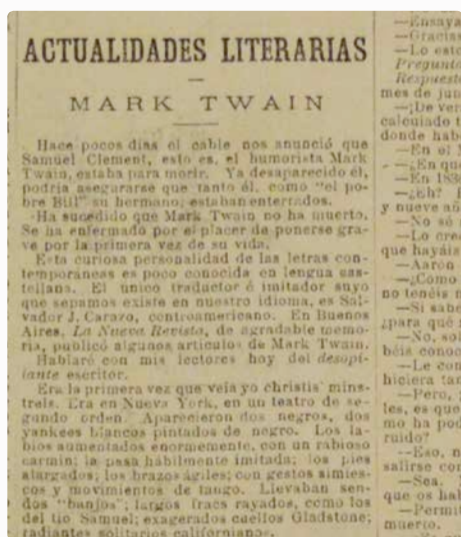 ACTUALIDADES LITERARIAS
MARK TWAIN
Hace pocos días el cable nos anunció que
Samuel Clement, esto es, el humorista Mark
Twain, estaba para morir. Ya desaparecido él,
podría asegurarse que tanto él, como "el po-
bre Bill" su hermano, estaban enterrados.
Ha sucedido que Mark Twain no ha muerto.
Se ha enfermado por el placer de ponerse gra-
ve por la primera vez de su vida.
Esta curiosa personalidad de las letras con-
temporáneas es poco conocida en lengua cas-
tellana. El único traductor é imitador suyo
que sepamos existe en nuestro idioma, es Sal-
vador J. Carazo, centroamericano. En Buenos
Aires, La Nueva Revista, de agradable memo-
ria, publicó algunos artículos de Mark Twain.
Hablaré con mis lectores hoy del desopi-
lante escritor.
Era la primera vez que veía yo christis' mins-
trels. Era en Nueva York, en un teatro de se-
gundo orden. Aparecieron dos negros, dos
yankees blancos pintados de negro. Los la-
bios aumentados enormemente, con un rabioso
carmín; la pasa hábilmente imitada; los pies
alargados; los brazos ágiles; con gestos simies-
cos y movimientos de tango. Llevaban sen-
dos "banjos"; largos fracs rayados, como los
del tío Samuel; exagerados cuellos Gladstone;
radiantes solitarios californianos.
—Ensaya
—Gracias
—Lo esto
Pregunta
Respuest
mes de jun
—¡De ver
calculado t
donde hab
—En el
—¿En qu
—En 183
—¿Eh?
y nueve añ
—No sé
—Lo cre
que hayáis
—Aaron
—¿Cómo
no tenéis
—Si sabe
¿para qué
—No, sol
béis conoc
—Le con
hiciera tan
—Pero,
les, es que
mo ha pod
ruido?
—Eso, n
salirse con
—Sea.
que os hab
—Permit
muerto.